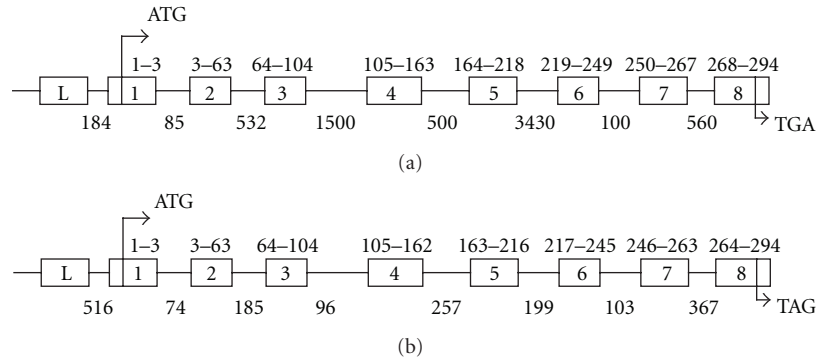 ATG
1–3 3–63 64–104 105–163 164–218 219–249 250–267 268–294
L 1 2 3 4 5 6 7 8
184 85 532 1500 500 3430 100 560 TGA
(a)
ATG
1–3 3–63 64–104 105–162 163–216 217–245 246–263 264–294
L 1 2 3 4 5 6 7 8
516 74 185 96 257 199 103 367 TAG
(b)